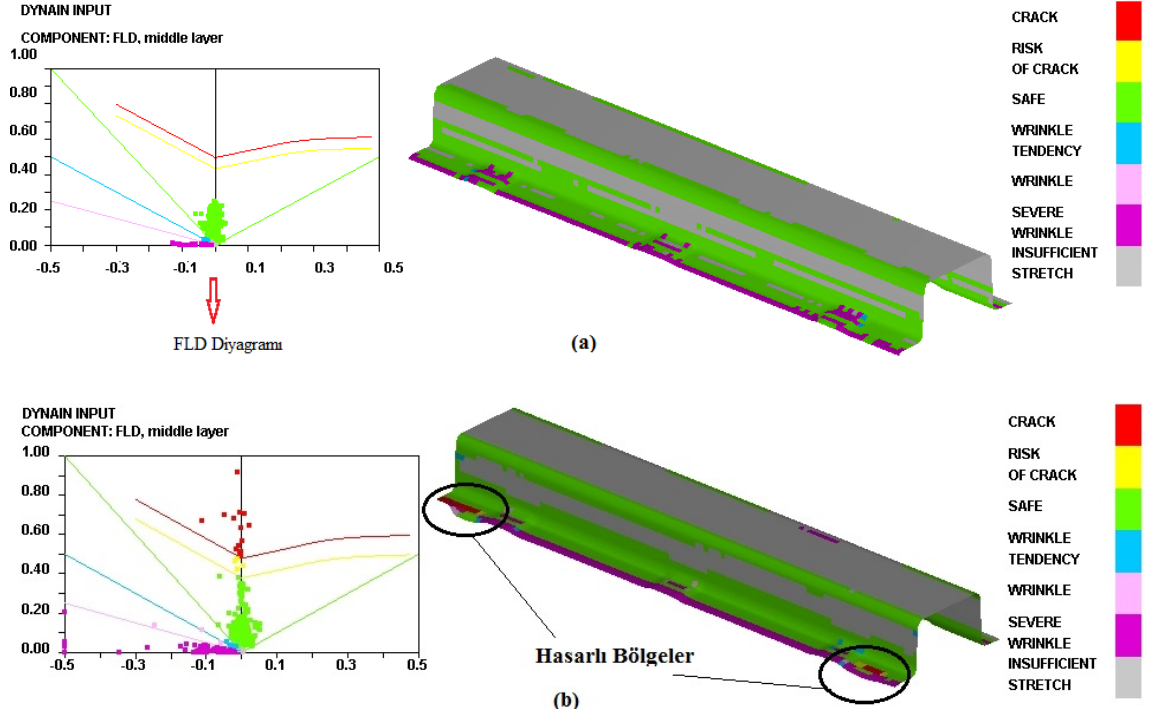 DYNAIN INPUT
COMPONENT: FLD, middle layer
1.00
0.80
0.60
0.40
0.20
0.00
-0.5
-0.3
-0.1
0.1
0.3
0.5
FLD Diyagramı
(a)
CRACK
RISK
OF CRACK
SAFE
WRINKLE
TENDENCY
WRINKLE
SEVERE
WRINKLE
INSUFFICIENT
STRETCH
DYNAIN INPUT
COMPONENT: FLD, middle layer
1.00
0.80
0.60
0.40
0.20
0.00
-0.5
-0.3
-0.1
0.1
0.3
0.5
Hasarlı Bölgeler
(b)
CRACK
RISK
OF CRACK
SAFE
WRINKLE
TENDENCY
WRINKLE
SEVERE
WRINKLE
INSUFFICIENT
STRETCH